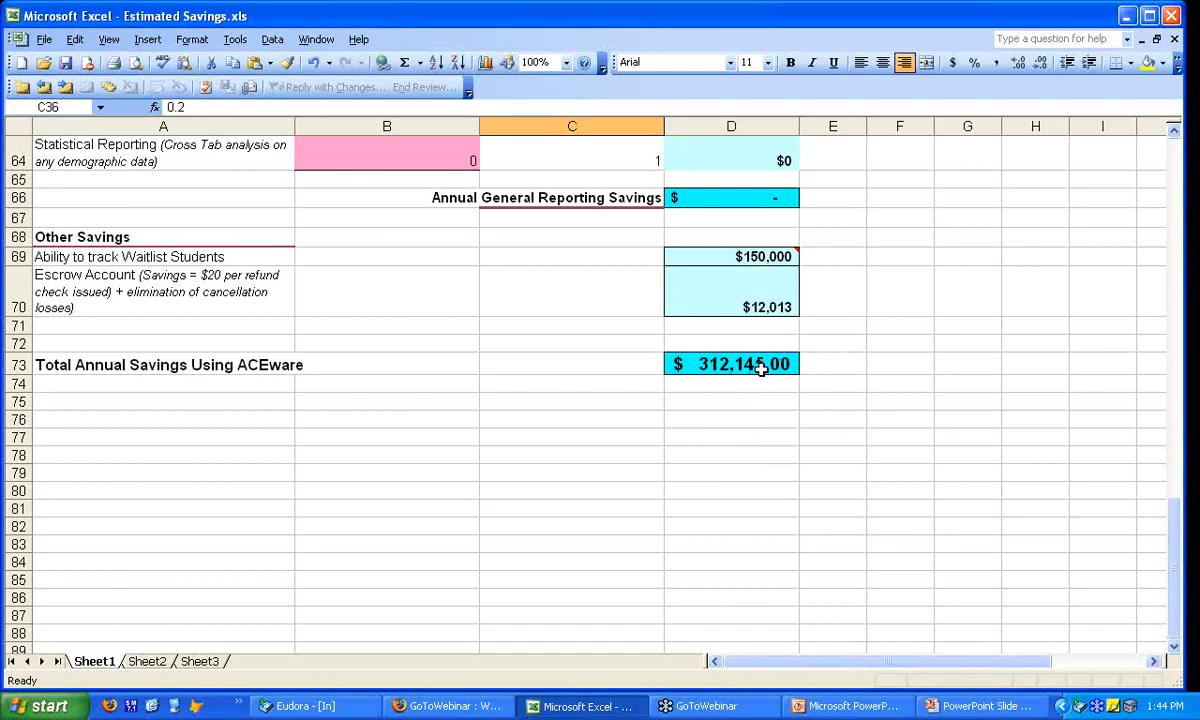 Microsoft Excel - Estimated Savings.xls
File Edit View Insert Format Tools Data Window Help
Type a question for help
100%
Arial
11
B I U
$ % ,
Reply with Changes... End Review...
C36
fx 0.2
A B C D E F G H I
Statistical Reporting (Cross Tab analysis on
64 any demographic data) 0 1 $0
65
66 Annual General Reporting Savings $ -
67
68 Other Savings
69 Ability to track Waitlist Students $150,000
Escrow Account (Savings = $20 per refund
check issued) + elimination of cancellation
70 losses) $12,013
71
72
73 Total Annual Savings Using ACEware $ 312,145.00
74
75
76
77
78
79
80
81
82
83
84
85
86
87
88
89
Sheet1 Sheet2 Sheet3
Ready
start
Eudora - [In]
GoToWebinar : W...
Microsoft Excel - ...
GoToWebinar
Microsoft PowerP...
PowerPoint Slide ...
1:44 PM